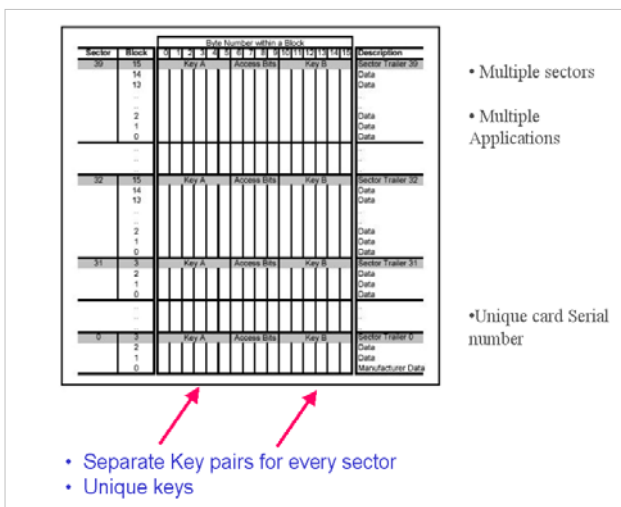 Byte Number within a Block
Sector Block 0 1 2 3 4 5 6 7 8 9 10 11 12 13 14 15 Description
39 15 Key A Access Bits Key B Sector Trailer 39
14 Data
13 Data
..
..
2 Data
1 Data
0 Data
..
..
32 15 Key A Access Bits Key B Sector Trailer 32
14 Data
13 Data
..
..
2 Data
1 Data
0 Data
31 3 Key A Access Bits Key B Sector Trailer 31
2 Data
1 Data
0 Data
..
..
0 3 Key A Access Bits Key B Sector Trailer 0
2 Data
1 Data
0 Manufacturer Data
• Multiple sectors
• Multiple
Applications
•Unique card Serial
number
• Separate Key pairs for every sector
• Unique keys